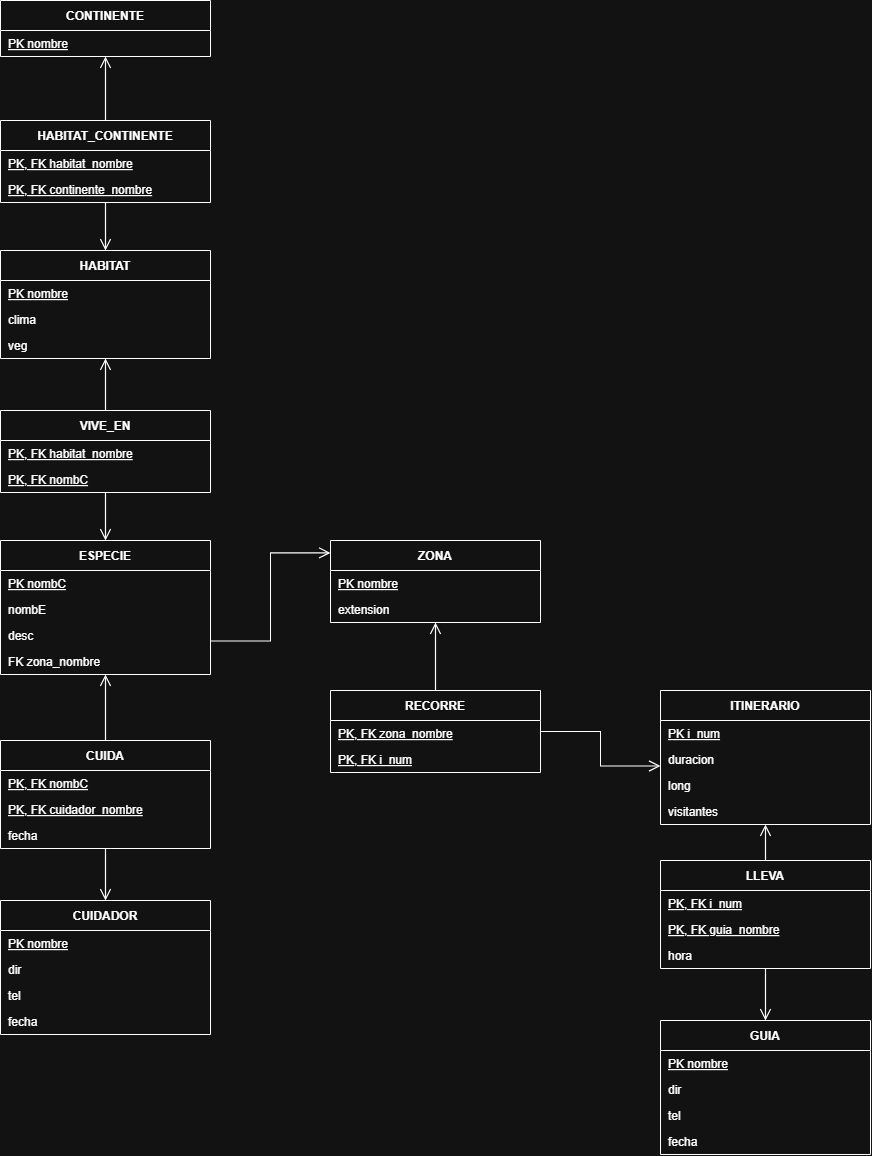 CONTINENTE
PK nombre
HABITAT_CONTINENTE
PK, FK habitat_nombre
PK, FK continente_nombre
HABITAT
PK nombre
clima
veg
VIVE_EN
PK, FK habitat_nombre
PK, FK nombC
ESPECIE
PK nombC
nombE
desc
FK zona_nombre
ZONA
PK nombre
extension
RECORRE
PK, FK zona_nombre
PK, FK i_num
ITINERARIO
PK i_num
duracion
long
visitantes
CUIDA
PK, FK nombC
PK, FK cuidador_nombre
fecha
LLEVA
PK, FK i_num
PK, FK guia_nombre
hora
CUIDADOR
PK nombre
dir
tel
fecha
GUIA
PK nombre
dir
tel
fecha